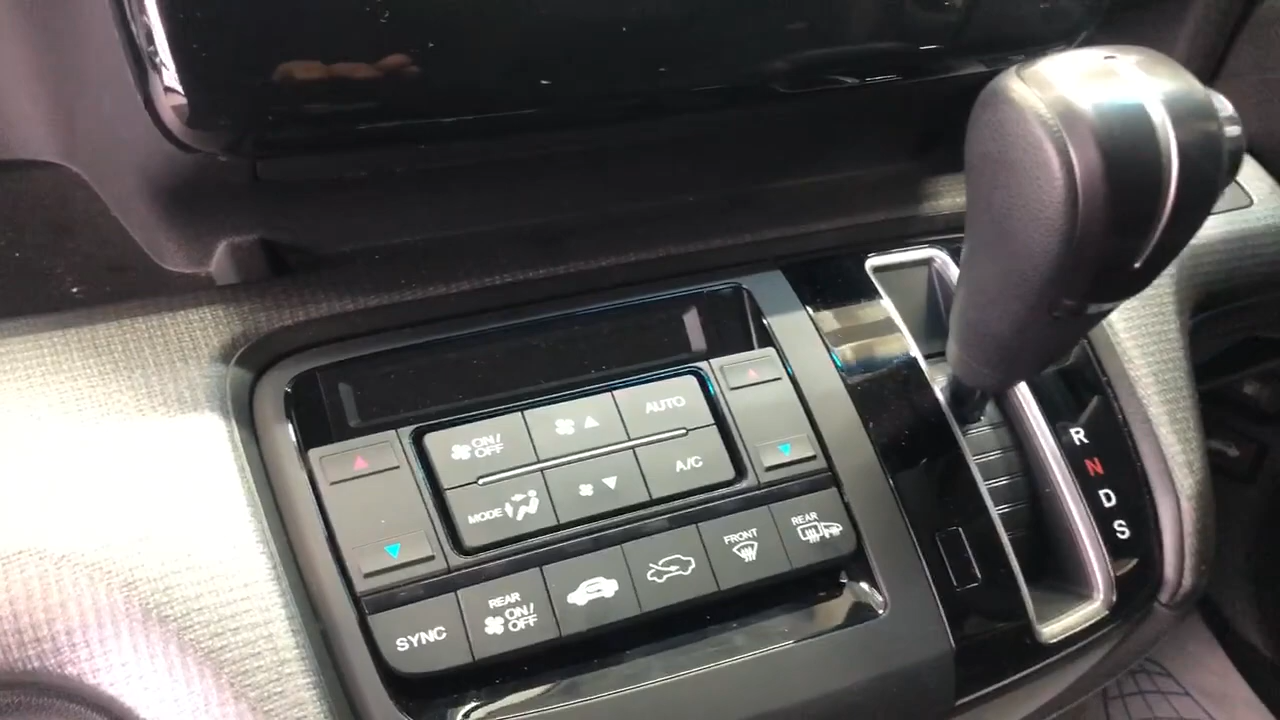 ON/
OFF
AUTO
MODE
A/C
SYNC
REAR
ON/
OFF
FRONT
REAR
R
N
D
S